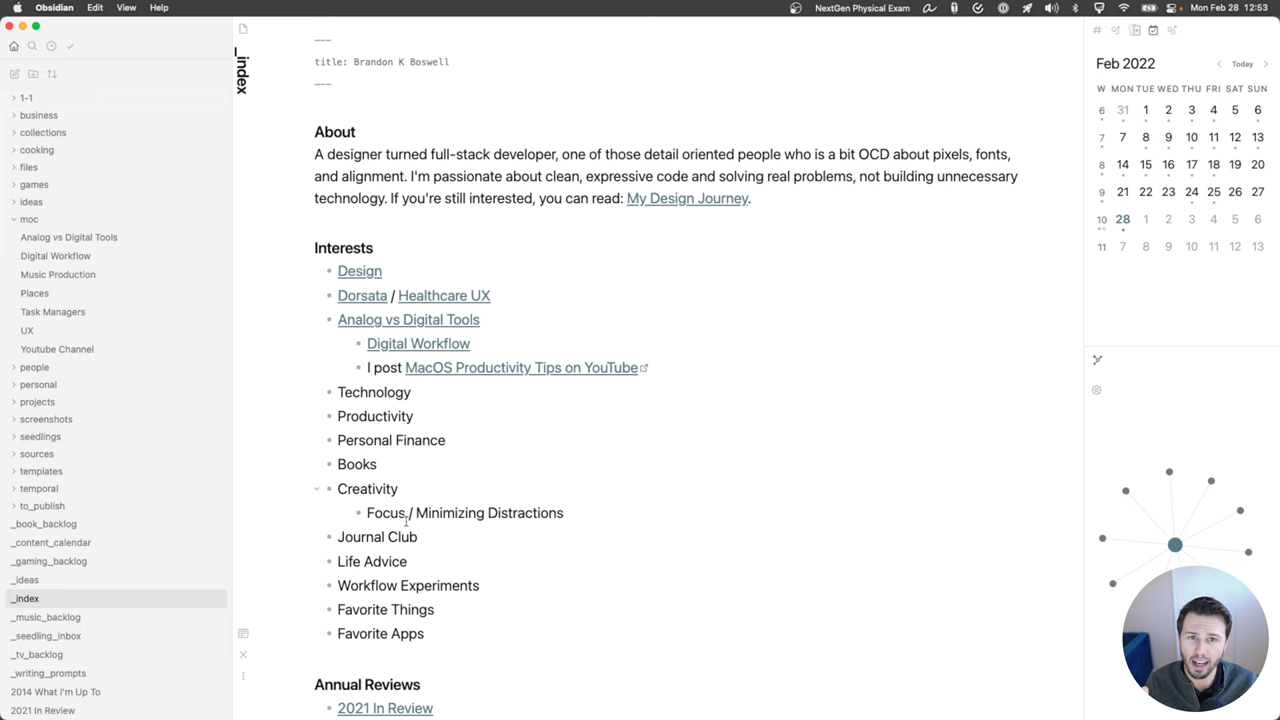 Obsidian File Edit View Window Help
NextGen Physical Exam
Mon Feb 28 12:53
1-1
business
collections
cooking
files
games
ideas
moc
Analog vs Digital Tools
Digital Workflow
Music Production
Places
Task Managers
UX
Youtube Channel
people
personal
projects
screenshots
seedlings
sources
templates
temporal
to_publish
_book_backlog
_content_calendar
_gaming_backlog
_ideas
_index
_music_backlog
_seedling_inbox
_tv_backlog
_writing_prompts
2014 What I'm Up To
2021 In Review
_index
---
title: Brandon K Boswell
---
About
A designer turned full-stack developer, one of those detail oriented people who is a bit OCD about pixels, fonts,
and alignment. I'm passionate about clean, expressive code and solving real problems, not building unnecessary
technology. If you're still interested, you can read: My Design Journey.
Interests
Design
Dorsata / Healthcare UX
Analog vs Digital Tools
Digital Workflow
I post MacOS Productivity Tips on YouTube
Technology
Productivity
Personal Finance
Books
Creativity
Focus / Minimizing Distractions
Journal Club
Life Advice
Workflow Experiments
Favorite Things
Favorite Apps
Annual Reviews
2021 In Review
Feb 2022
Today
W MON TUE WED THU FRI SAT SUN
6 31 1 2 3 4 5 6
7 7 8 9 10 11 12 13
8 14 15 16 17 18 19 20
9 21 22 23 24 25 26 27
10 28 1 2 3 4 5 6
11 7 8 9 10 11 12 13